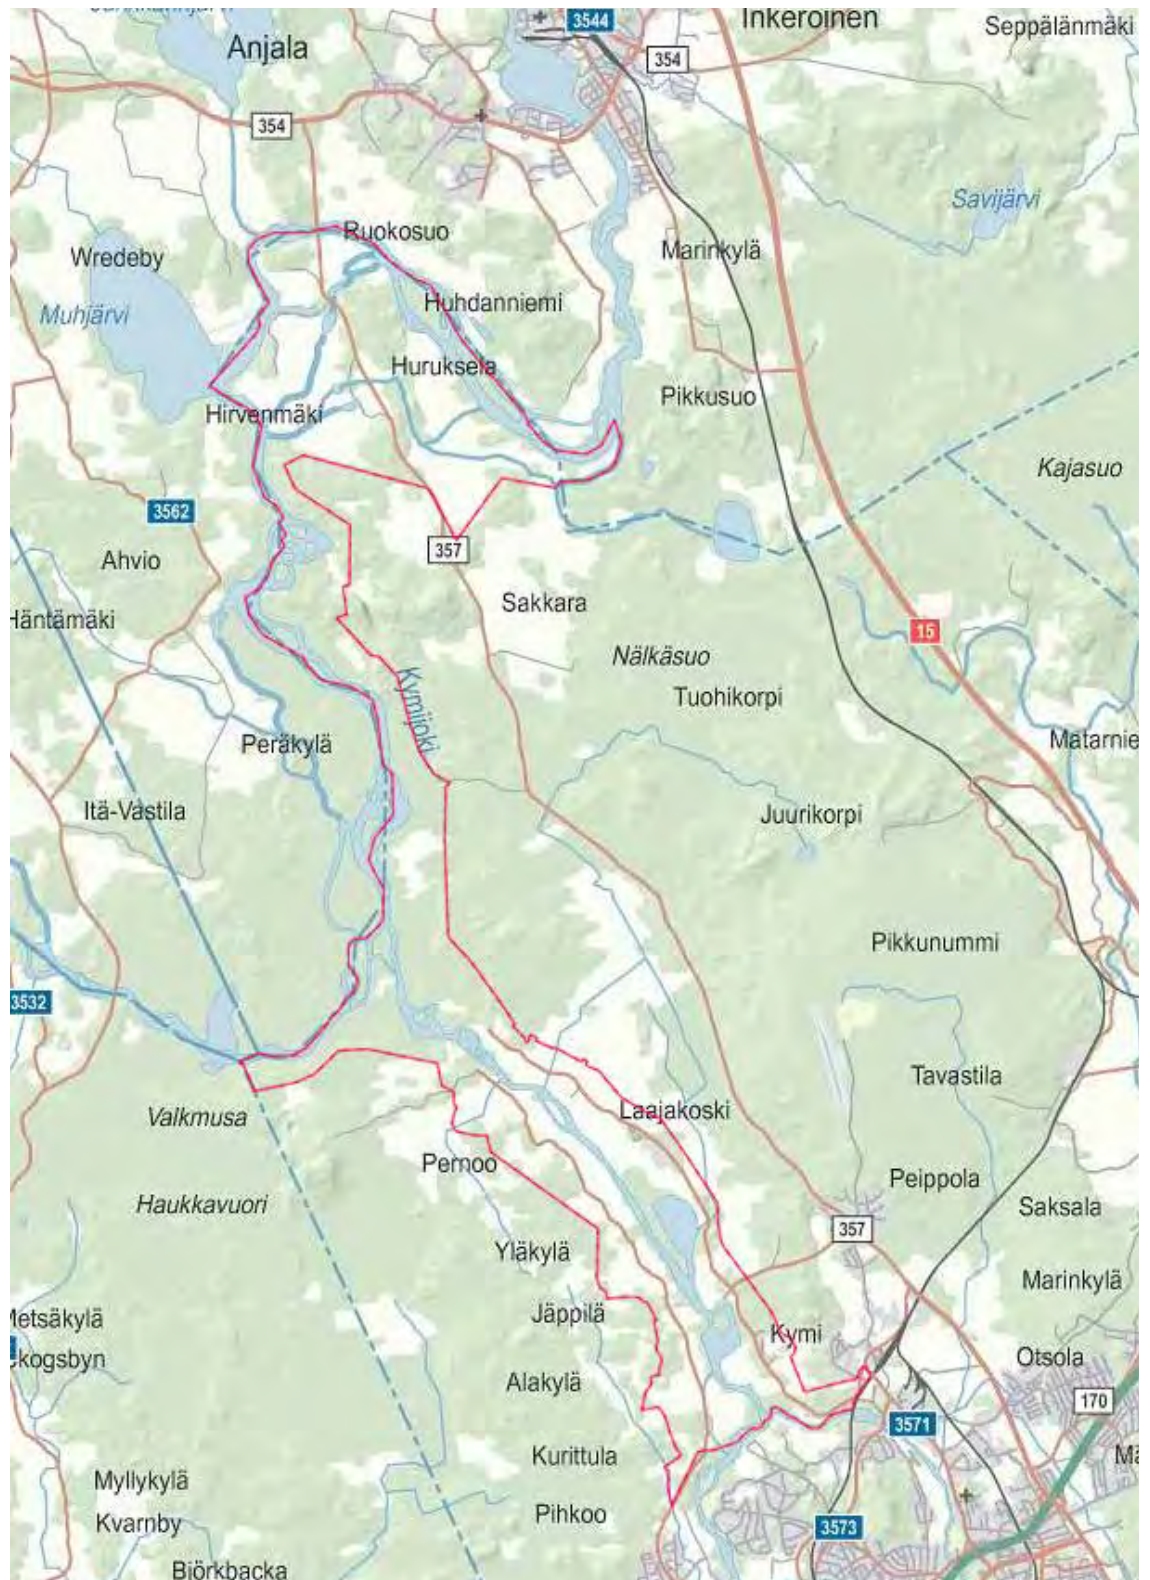 3544
Inkeroinen
Seppälänmäki
Anjala
354
354
Savijärvi
Ruokosuo
Marinkylä
Wredeby
Muhjärvi
Huhdanniemi
Huruksela
Pikkusuo
Hirvenmäki
Kajasuo
3562
357
Ahvio
Sakkara
15
Häntämäki
Nälkäsuo
Tuohikorpi
Kymijoki
Peräkylä
Matarnie
Itä-Vastila
Juurikorpi
Pikkunummi
3532
Tavastila
Laajakoski
Valkmusa
Pernoo
Peippola
Haukkavuori
Saksala
357
Yläkylä
Marinkylä
Jäppilä
Metsäkylä
Kymi
kogsbyn
Otsola
Alakylä
170
3571
Kurittula
Myllykylä
Pihkoo
Kvarnby
3573
Björkbacka